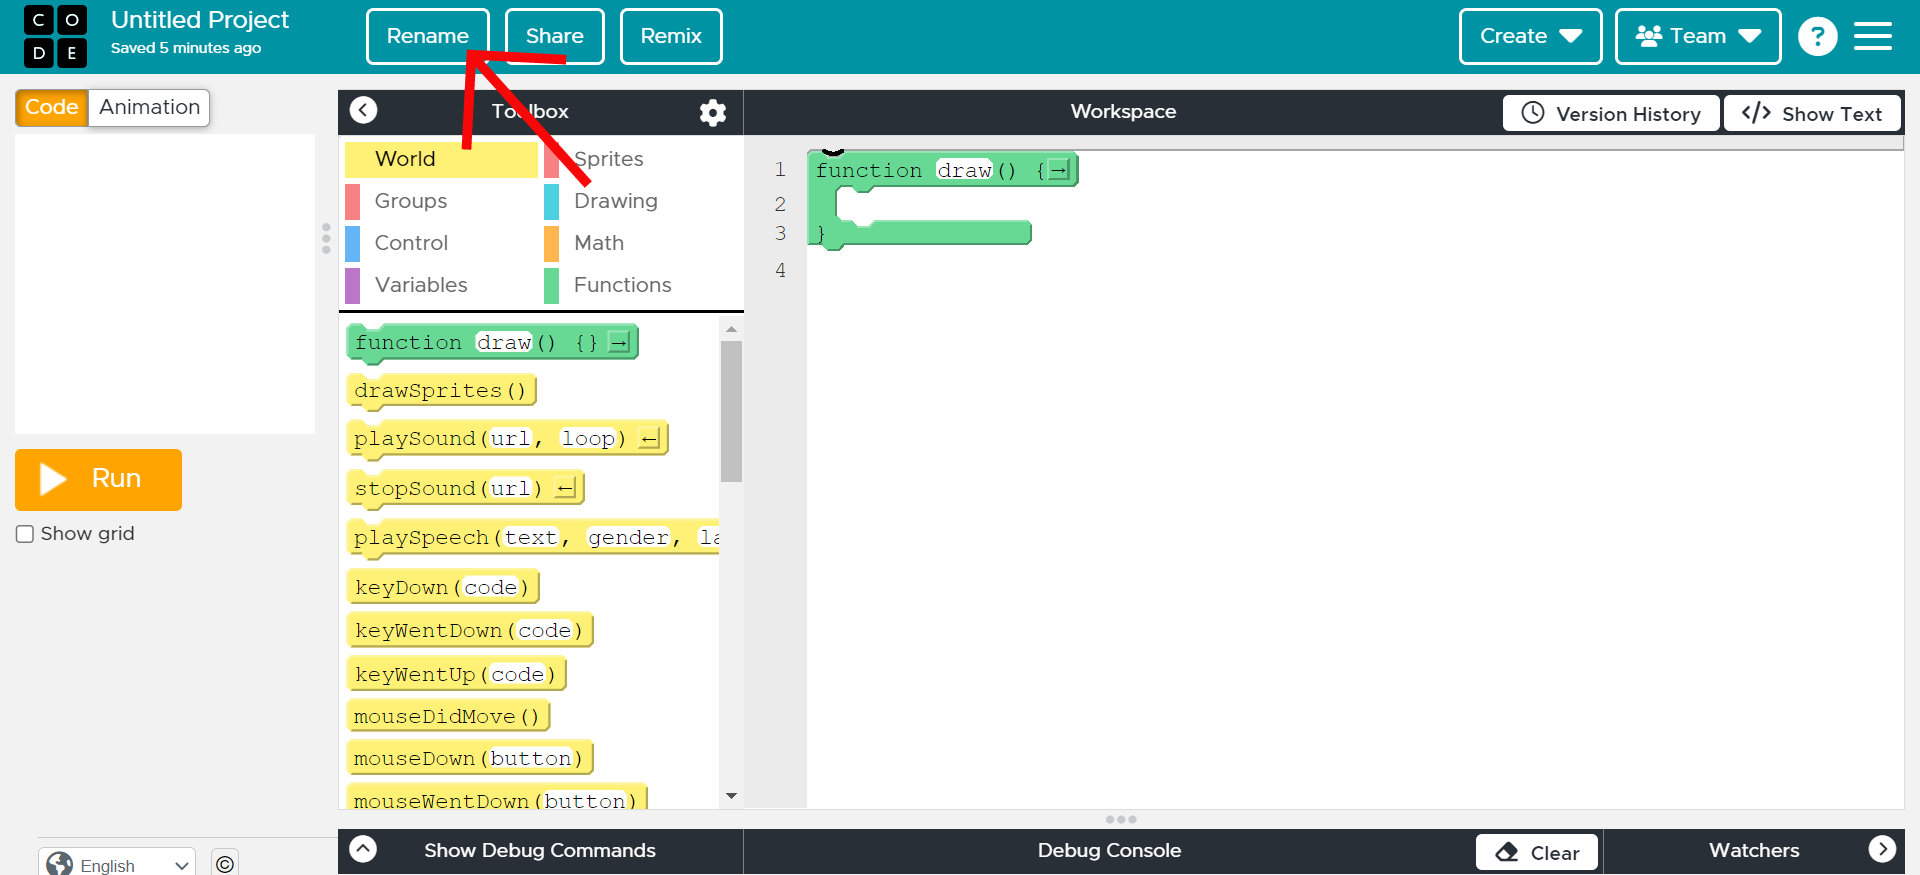 C O
D E
Untitled Project
Saved 5 minutes ago
Rename
Share
Remix
Create
Team
?
Code
Animation
Run
Show grid
Toolbox
World
Sprites
Groups
Drawing
Control
Math
Variables
Functions
function draw() {} →
drawSprites()
playSound(url, loop) ←
stopSound(url) ←
playSpeech(text, gender, la
keyDown(code)
keyWentDown(code)
keyWentUp(code)
mouseDidMove()
mouseDown(button)
mouseWentDown(button)
Workspace
Version History
</> Show Text
1 function draw() { →
2
3 }
4
English
©
Show Debug Commands
Debug Console
Clear
Watchers